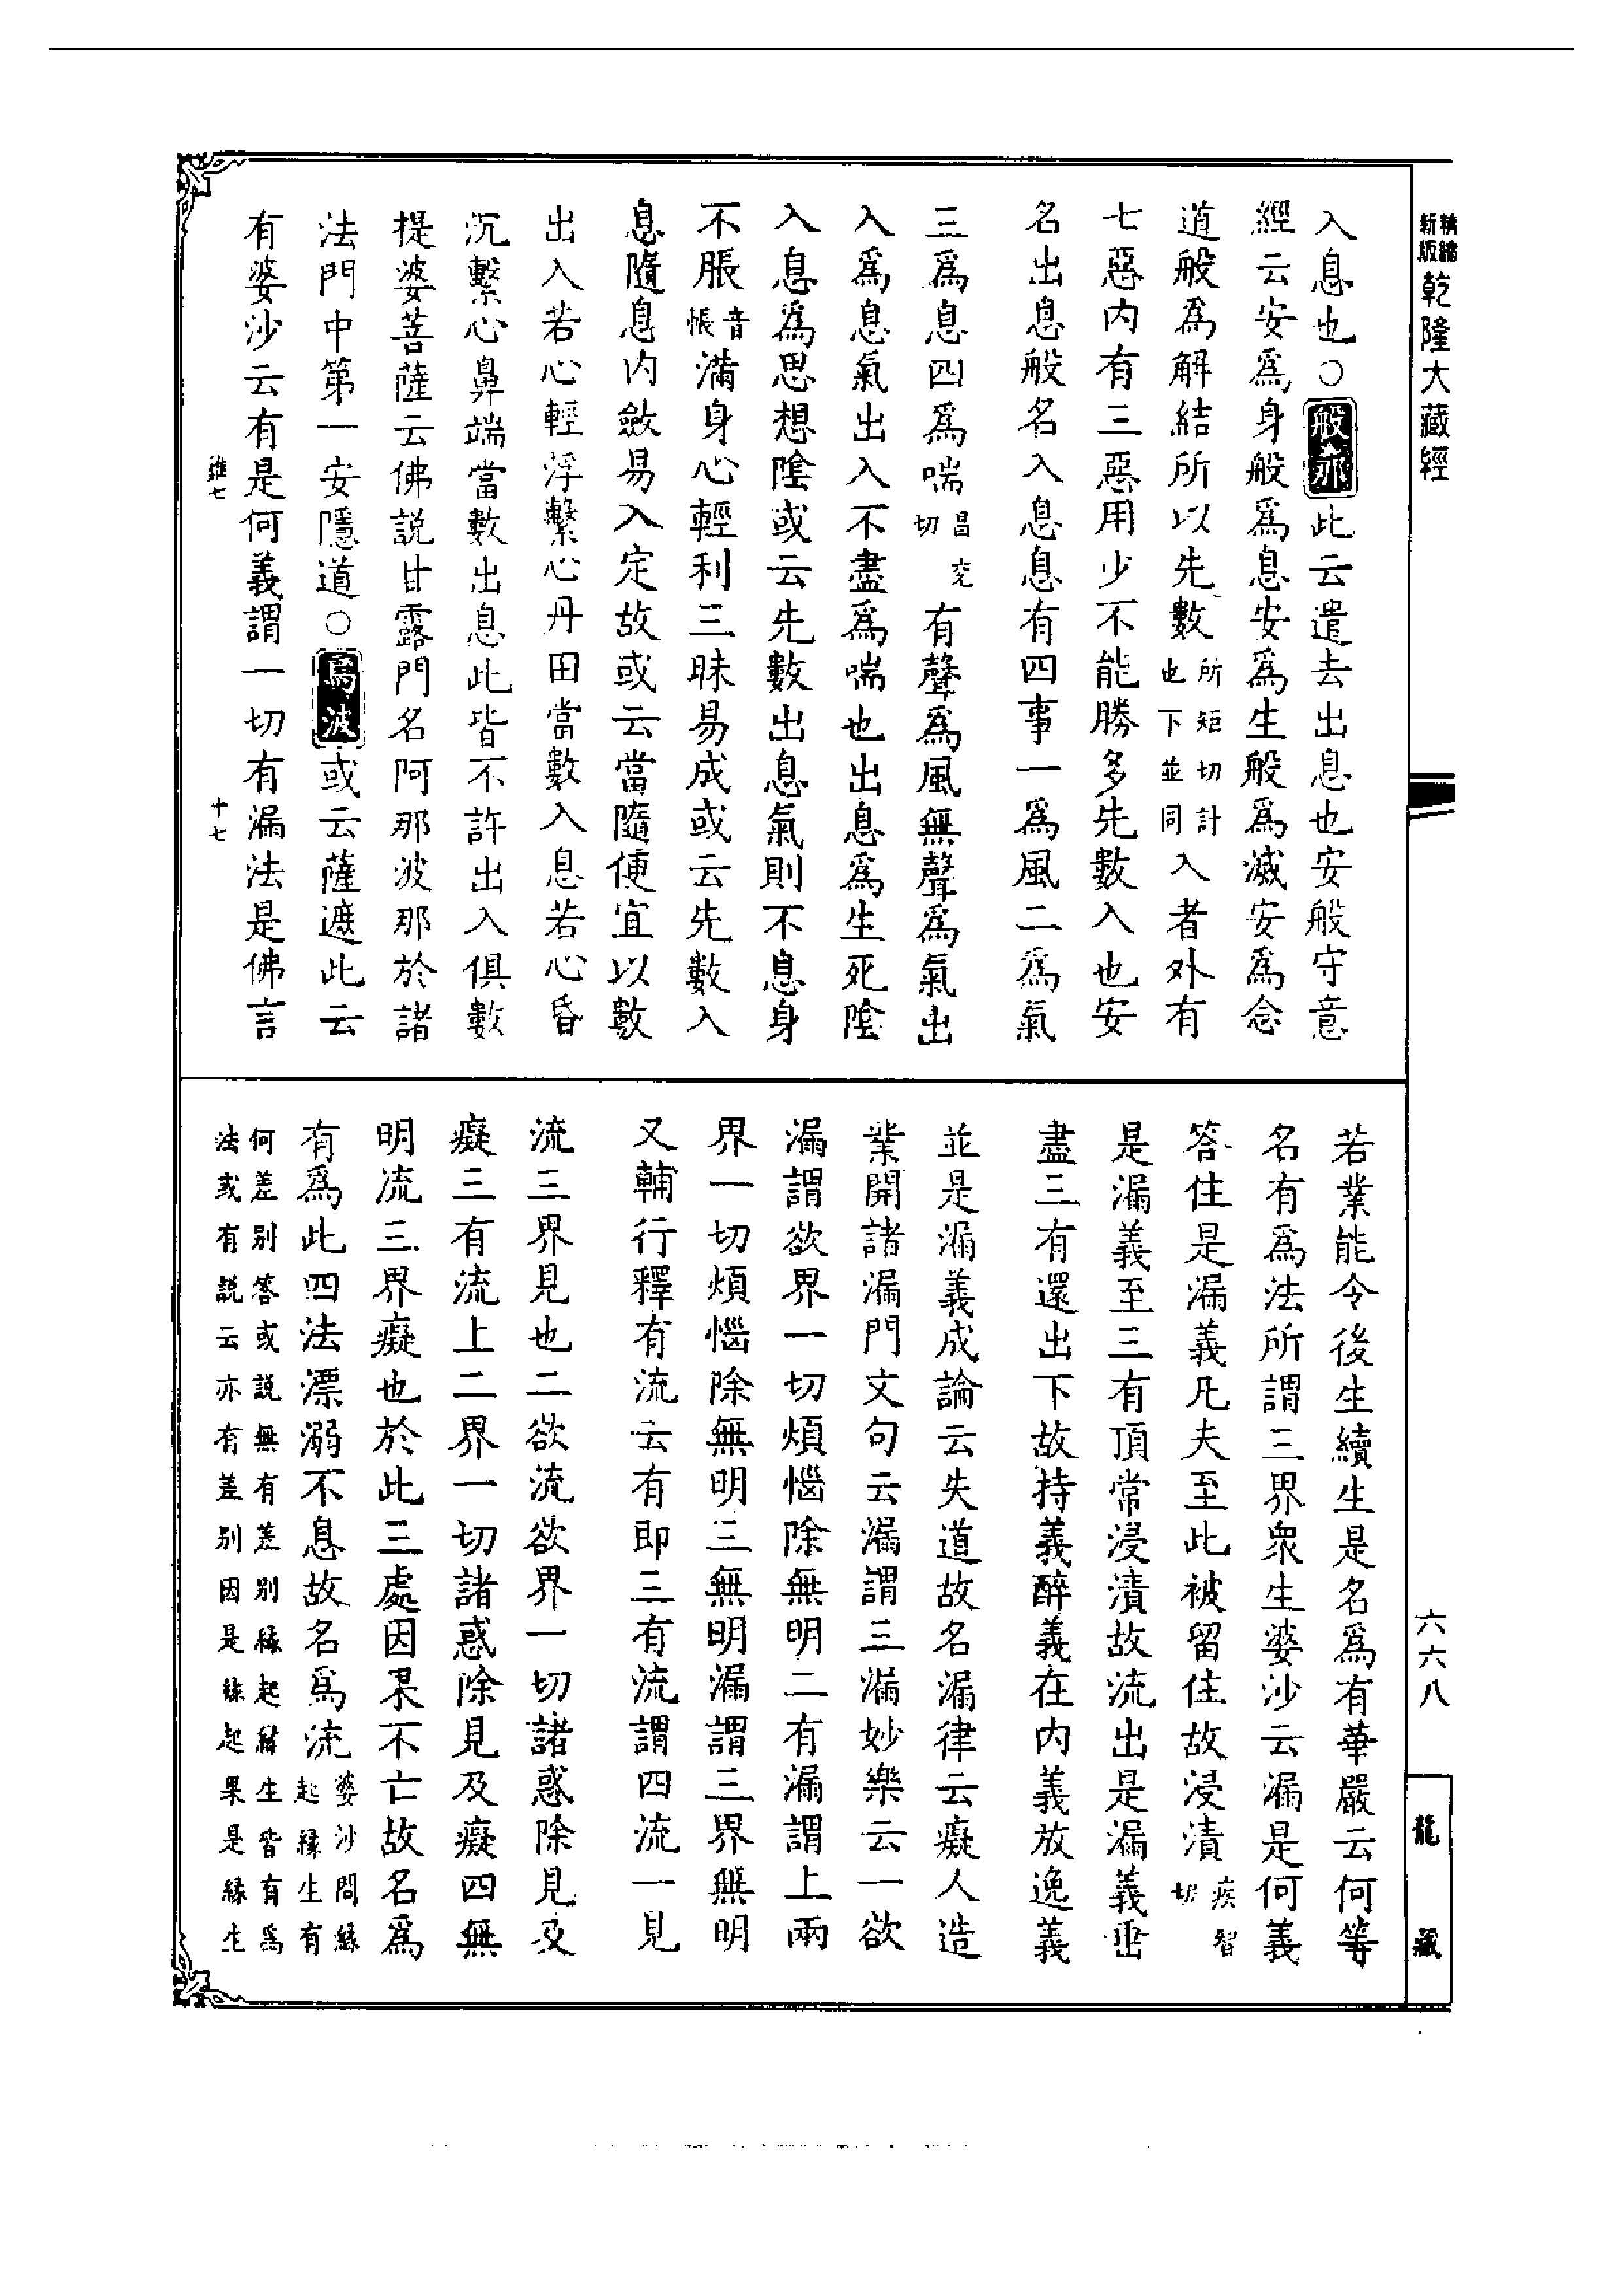 精縮新版
乾隆大藏經
入息也○般那此云遣去出息也安般守意
經云安爲身般爲息安爲生般爲滅安爲念
道般爲解結所以先數所矩切計也下並同入者外有
七惡内有三惡用少不能勝多先數入也安
名出息般名入息息有四事一爲風二爲氣
三爲息四爲喘昌兖切有聲爲風無聲爲氣出
入爲息氣出入不盡爲喘也出息爲生死陰
入息爲思想陰或云先數出息氣則不息身
不脹音帳滿身心輕利三昧易成或云先數入
息隨息内斂易入定故或云當隨便宜以數
出入若心輕浮繫心丹田當數入息若心昏
沉繫心鼻端當數出息此皆不許出入俱數
提婆菩薩云佛説甘露門名阿那波那於諸
法門中第一安隱道○爲波或云薩遮此云
有婆沙云有是何義謂一切有漏法是佛言
雞七
十七
若業能令後生續生是名爲有華嚴云何等
名有爲法所謂三界衆生婆沙云漏是何義
答住是漏義凡夫至此被留住故浸漬疾智切
是漏義至三有頂常浸漬故流出是漏義垂
盡三有還出下故持義醉義在内義放逸義
並是漏義成論云失道故名漏律云癡人造
業開諸漏門文句云漏謂三漏妙樂云一欲
漏謂欲界一切煩惱除無明二有漏謂上兩
界一切煩惱除無明三無明漏謂三界無明
又輔行釋有流云有即三有流謂四流一見
流三界見也二欲流欲界一切諸惑除見及
癡三有流上二界一切諸惑除見及癡四無
明流三界癡也於此三處因果不亡故名爲
有爲此四法漂溺不息故名爲流婆沙問緣起緣生有
何差別答或説無有差別緣起緣生皆有爲
法或有説云亦有差別因是緣起果是緣生
六六八
龍藏